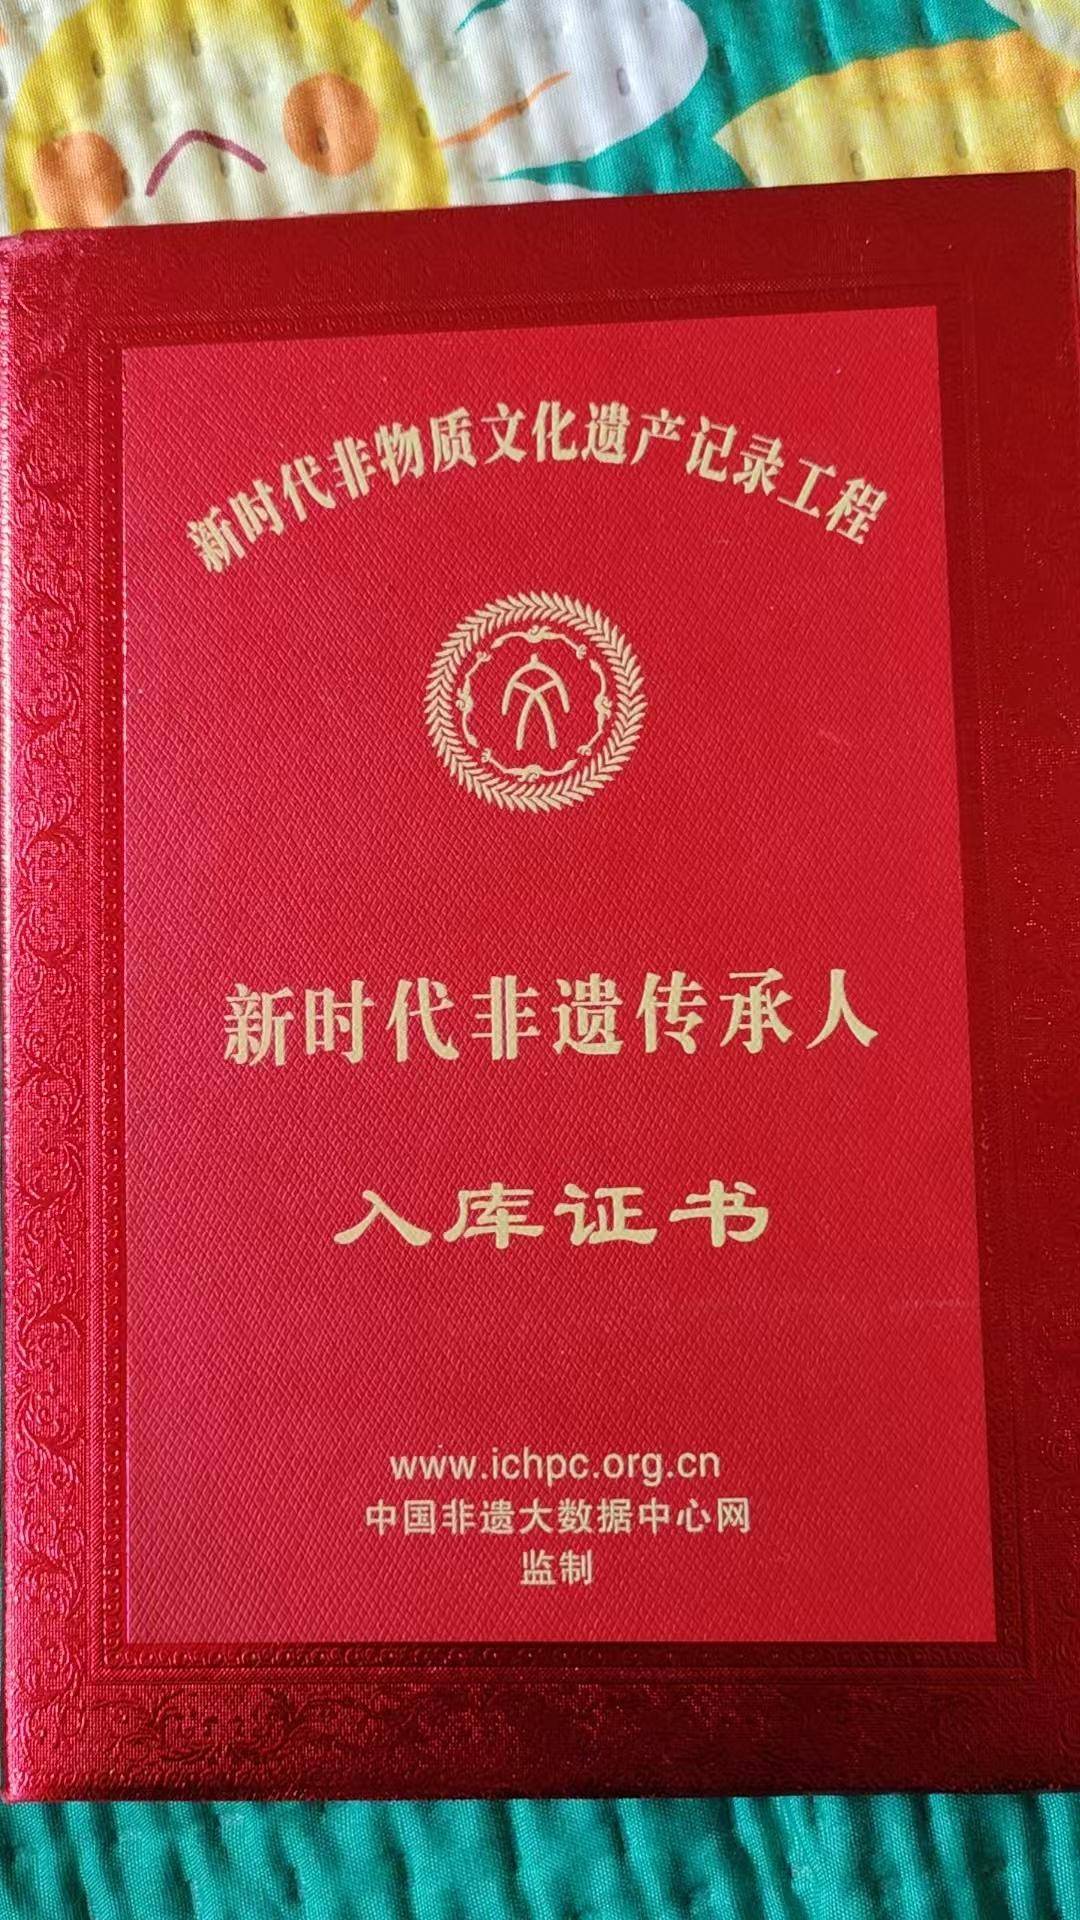 新时代非物质文化遗产记录工程
新时代非遗传承人
入库证书
www.ichpc.org.cn
中国非遗大数据中心网
监制